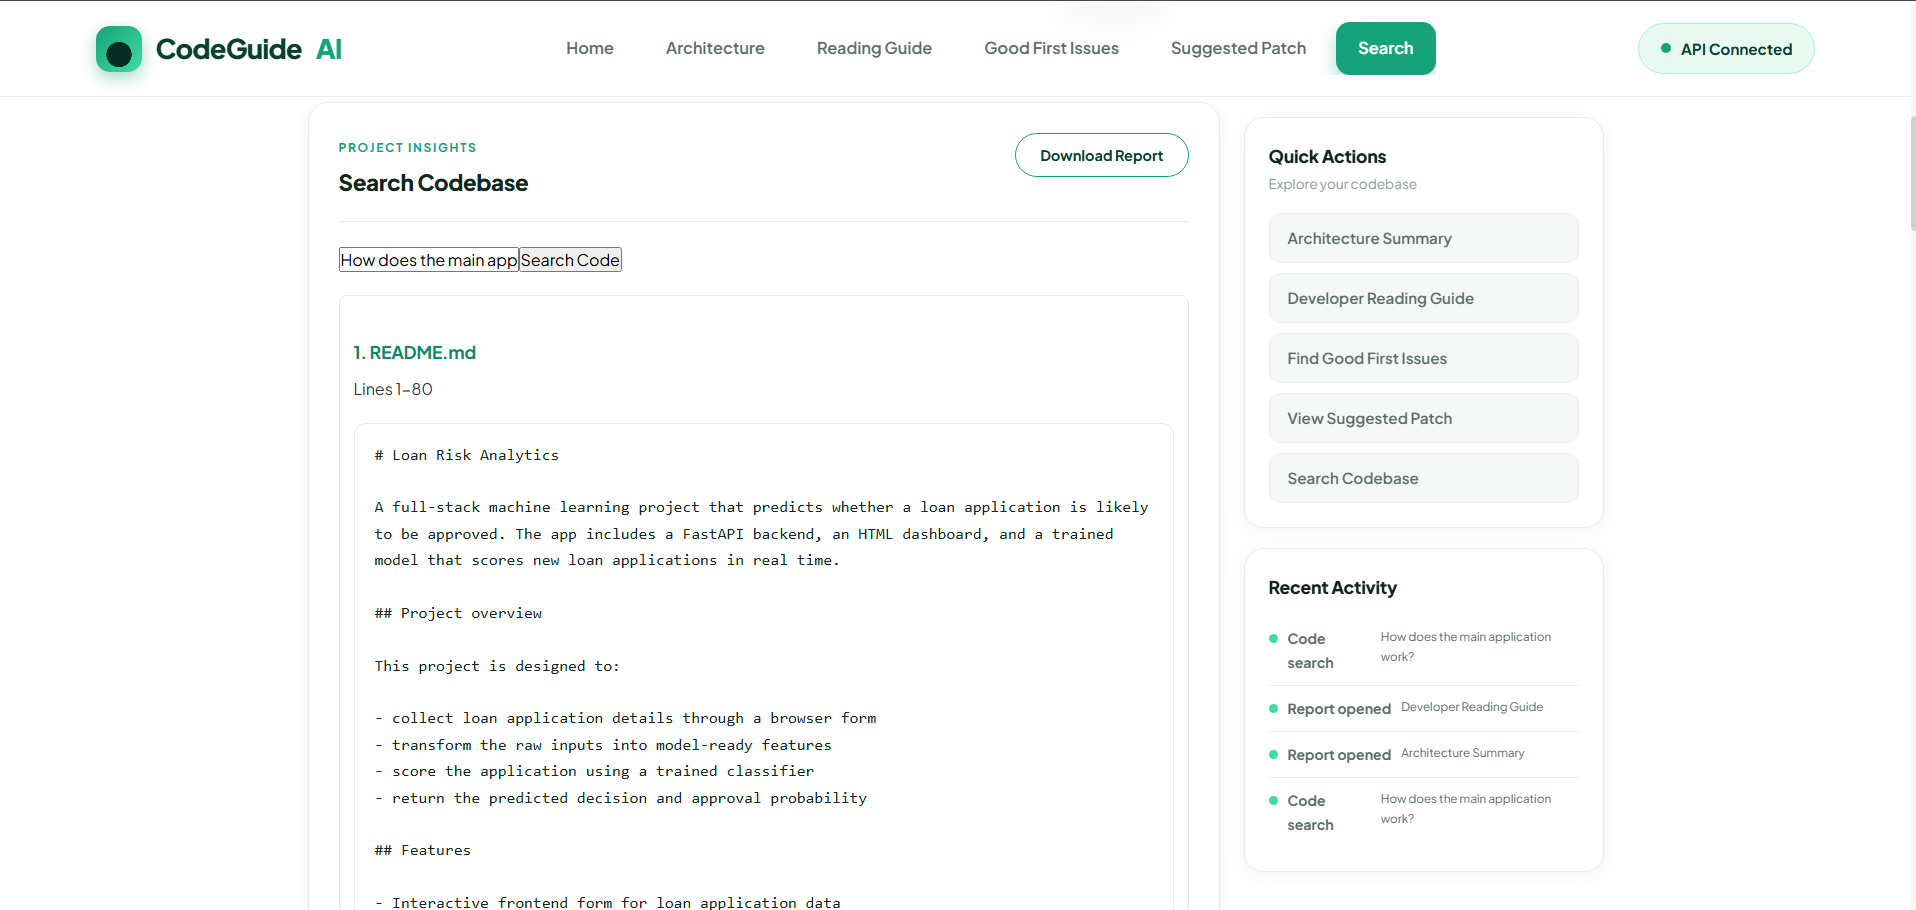 CodeGuide AI
Home
Architecture
Reading Guide
Good First Issues
Suggested Patch
Search
API Connected
PROJECT INSIGHTS
Search Codebase
Download Report
How does the main app
Search Code
1. README.md
Lines 1–80
# Loan Risk Analytics
A full-stack machine learning project that predicts whether a loan application is likely
to be approved. The app includes a FastAPI backend, an HTML dashboard, and a trained
model that scores new loan applications in real time.
## Project overview
This project is designed to:
- collect loan application details through a browser form
- transform the raw inputs into model-ready features
- score the application using a trained classifier
- return the predicted decision and approval probability
## Features
- Interactive frontend form for loan application data
Quick Actions
Explore your codebase
Architecture Summary
Developer Reading Guide
Find Good First Issues
View Suggested Patch
Search Codebase
Recent Activity
Code
search
How does the main application
work?
Report opened
Developer Reading Guide
Report opened
Architecture Summary
Code
search
How does the main application
work?